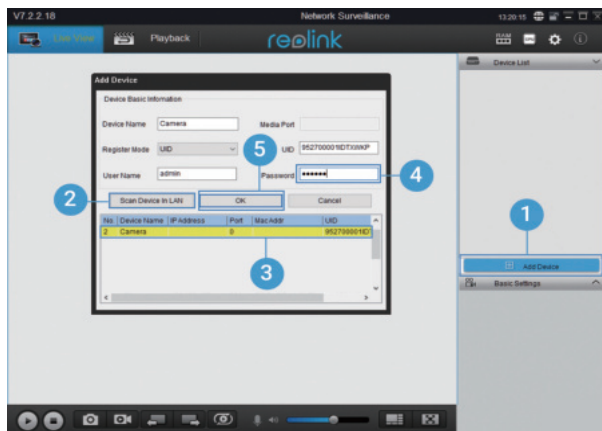 V7.2.2.18 Network Surveillance 13:20:15
Live View Playback reolink
Device List
Add Device
Device Basic Information
Device Name Camera Media Port
Register Mode UID UID 9527000019DTXWKP
User Name admin Password ••••••
5
4
2
Scan Device In LAN OK Cancel
1
No. Device Name IP Address Port Mac Addr UID
2 Camera 0
3
Add Device
Basic Settings